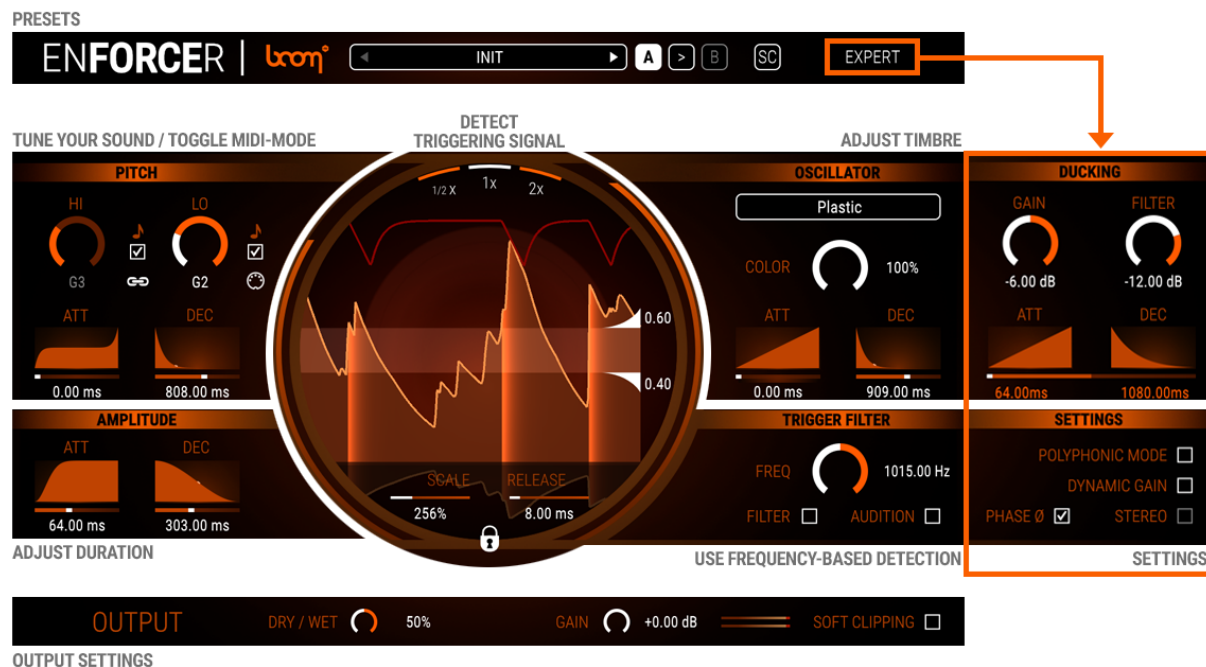 PRESETS
ENFORCER boom INIT A > B SC EXPERT
TUNE YOUR SOUND / TOGGLE MIDI-MODE
DETECT
TRIGGERING SIGNAL
ADJUST TIMBRE
PITCH
HI LO
G3 G2
ATT DEC
0.00 ms 808.00 ms
AMPLITUDE
ATT DEC
64.00 ms 303.00 ms
ADJUST DURATION
1/2 X 1x 2x
0.60
0.40
SCALE RELEASE
256% 8.00 ms
OSCILLATOR
Plastic
COLOR 100%
ATT DEC
0.00 ms 909.00 ms
TRIGGER FILTER
FREQ 1015.00 Hz
FILTER AUDITION
USE FREQUENCY-BASED DETECTION
DUCKING
GAIN FILTER
-6.00 dB -12.00 dB
ATT DEC
64.00ms 1080.00ms
SETTINGS
POLYPHONIC MODE
DYNAMIC GAIN
PHASE Ø STEREO
SETTINGS
OUTPUT DRY / WET 50% GAIN +0.00 dB SOFT CLIPPING
OUTPUT SETTINGS